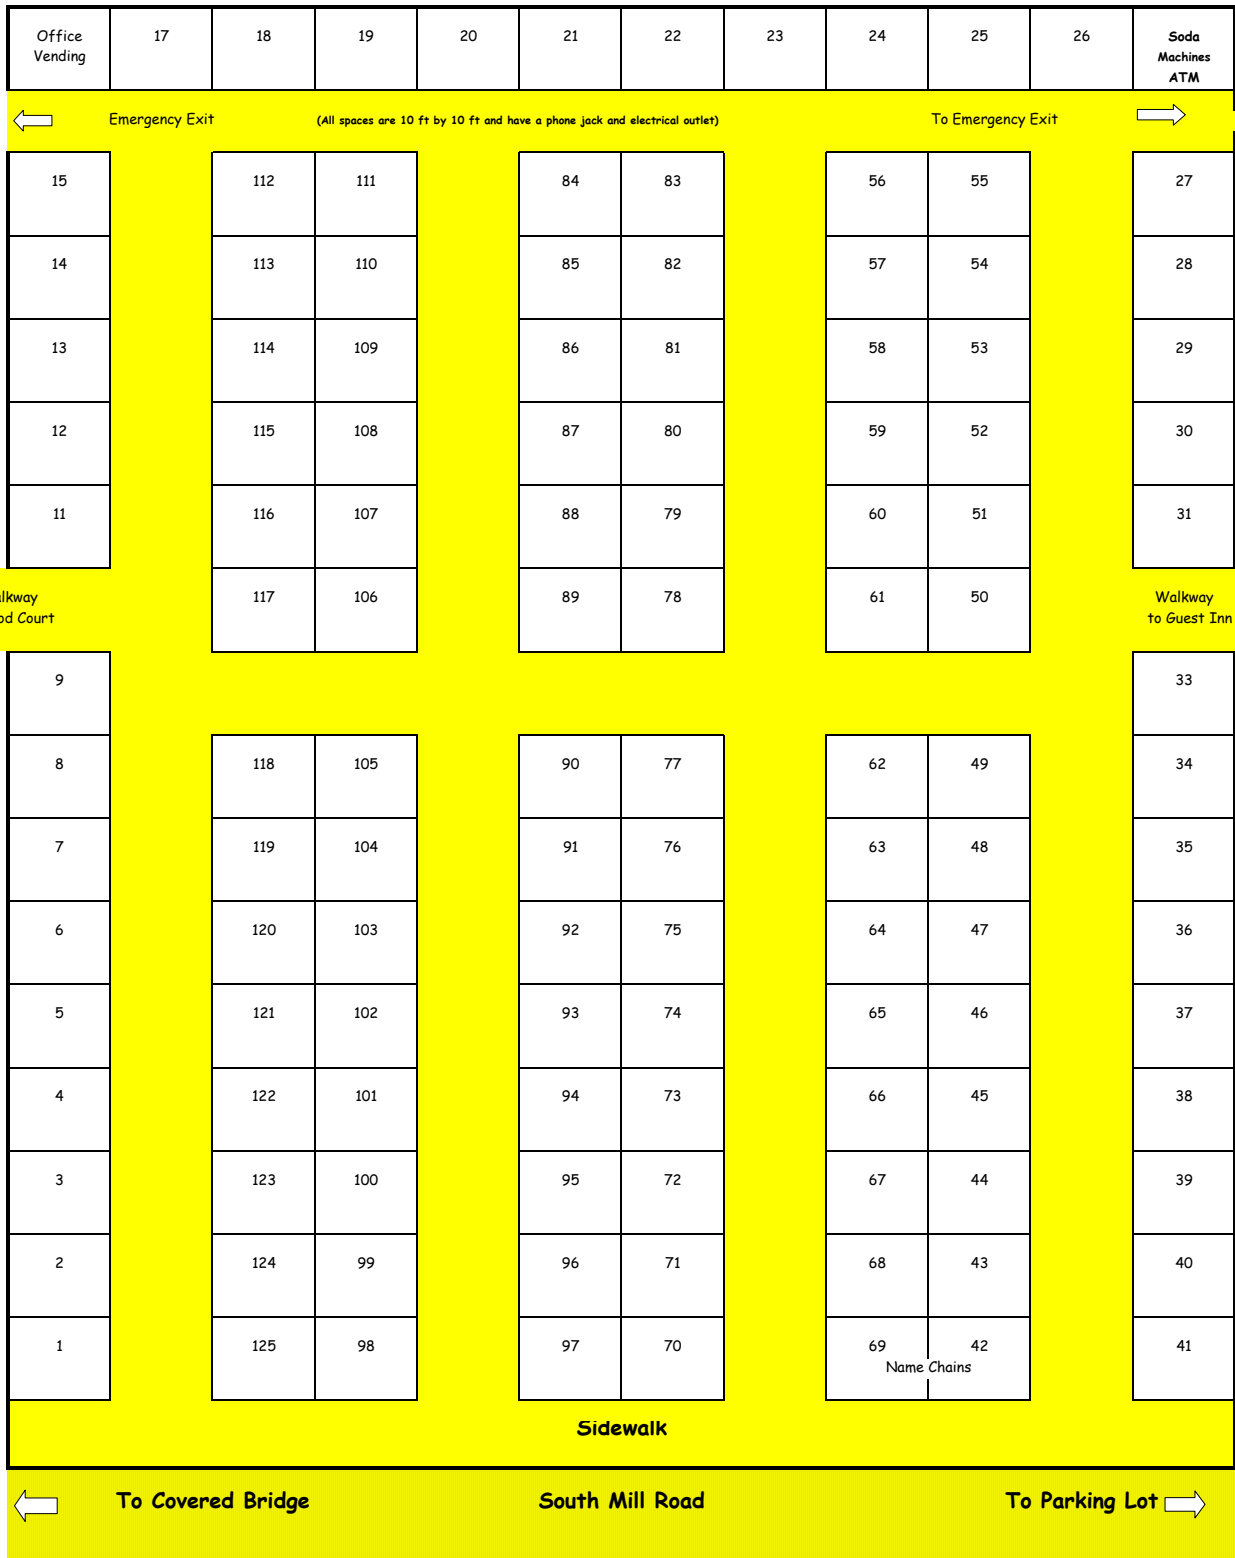 Office 17 18 19 20 21 22 23 24 25 26 Soda
Vending Machines
ATM
Emergency Exit (All spaces are 10 ft by 10 ft and have a phone jack and electrical outlet) To Emergency Exit
15 112 111 84 83 56 55 27
14 113 110 85 82 57 54 28
13 114 109 86 81 58 53 29
12 115 108 87 80 59 52 30
11 116 107 88 79 60 51 31
117 106 89 78 61 50 Walkway
Court to Guest Inn
9 33
8 118 105 90 77 62 49 34
7 119 104 91 76 63 48 35
6 120 103 92 75 64 47 36
5 121 102 93 74 65 46 37
4 122 101 94 73 66 45 38
3 123 100 95 72 67 44 39
2 124 99 96 71 68 43 40
1 125 98 97 70 69 42 41
Name Chains
Sidewalk
To Covered Bridge South Mill Road To Parking Lot